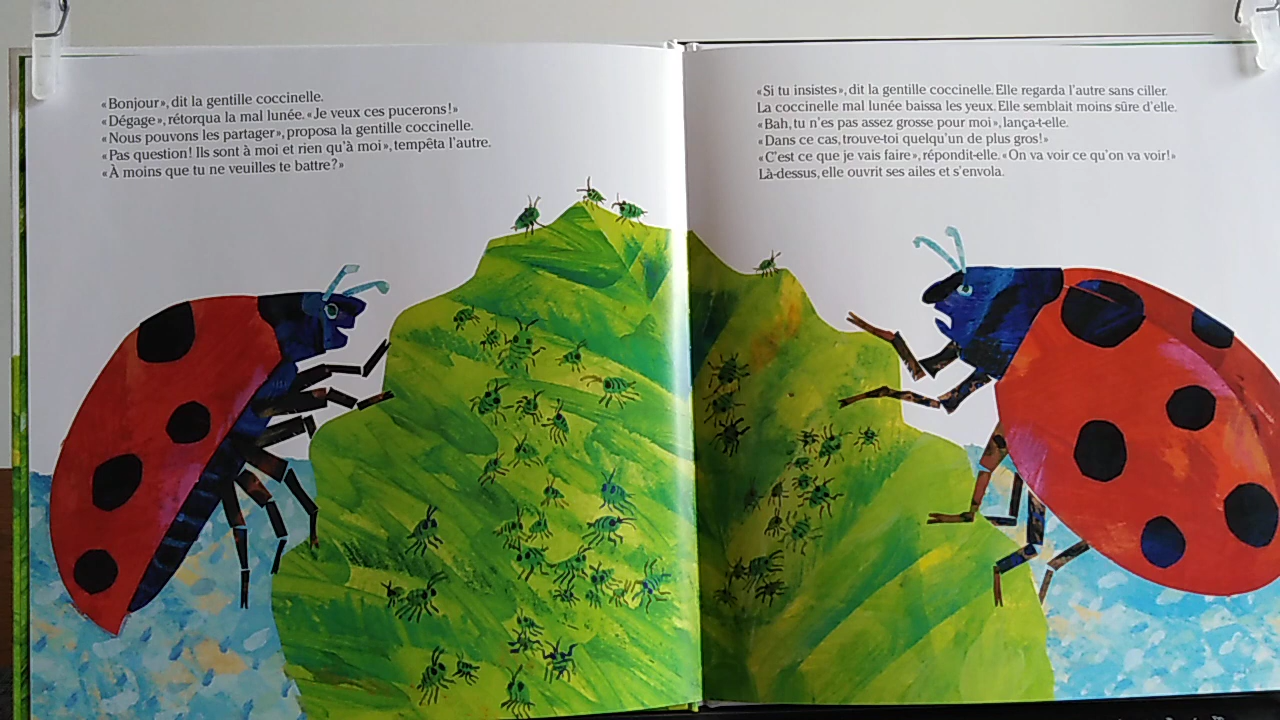 «Bonjour», dit la gentille coccinelle.
«Dégage», rétorqua la mal lunée. «Je veux ces pucerons!»
«Nous pouvons les partager», proposa la gentille coccinelle.
«Pas question! Ils sont à moi et rien qu'à moi», tempêta l'autre.
«À moins que tu ne veuilles te battre?»
«Si tu insistes», dit la gentille coccinelle. Elle regarda l'autre sans ciller.
La coccinelle mal lunée baissa les yeux. Elle semblait moins sûre d'elle.
«Bah, tu n'es pas assez grosse pour moi», lança-t-elle.
«Dans ce cas, trouve-toi quelqu'un de plus gros!»
«C'est ce que je vais faire», répondit-elle. «On va voir ce qu'on va voir!»
Là-dessus, elle ouvrit ses ailes et s'envola.